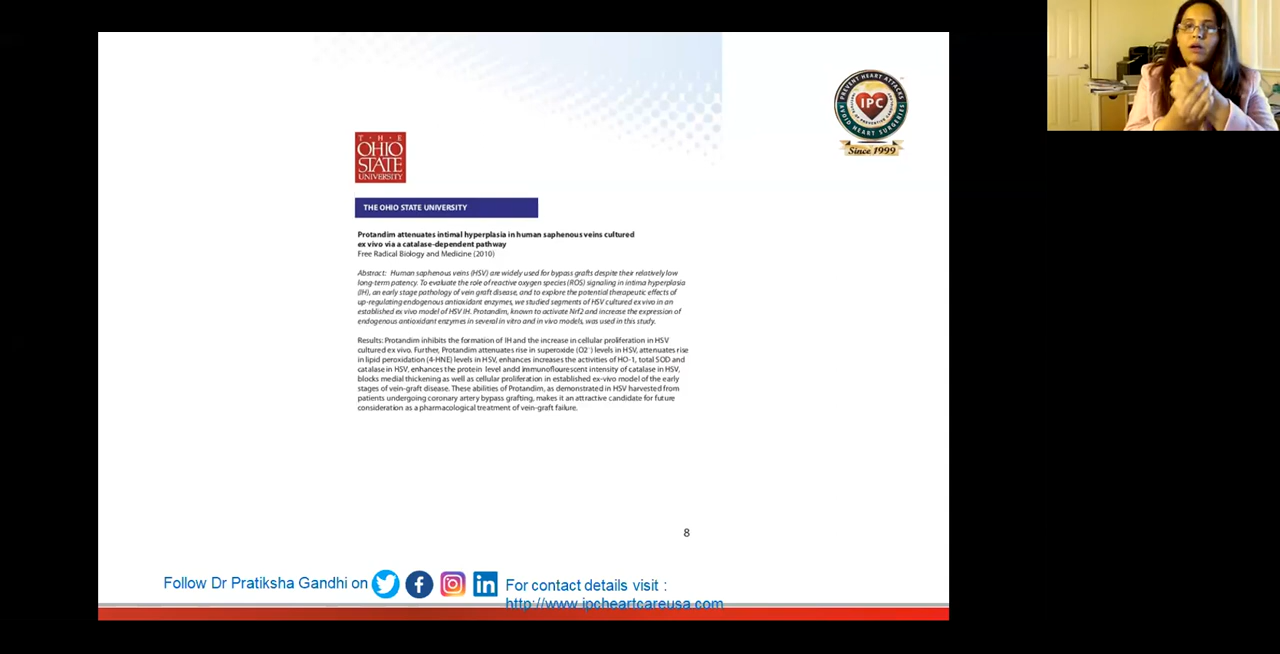 PREVENT HEART ATTACKS
IPC
AVOID HEART SURGERIES
Since 1999
T · H · E
OHIO
STATE
UNIVERSITY
THE OHIO STATE UNIVERSITY
Protandim attenuates intimal hyperplasia in human saphenous veins cultured
ex vivo via a catalase-dependent pathway
Free Radical Biology and Medicine (2010)
Abstract: Human saphenous veins (HSV) are widely used for bypass grafts despite their relatively low
long-term patency. To evaluate the role of reactive oxygen species (ROS) signaling in intima hyperplasia
(IH), an early stage pathology of vein graft disease, and to explore the potential therapeutic effects of
up-regulating endogenous antioxidant enzymes, we studied segments of HSV cultured ex vivo in an
established ex vivo model of HSV IH. Protandim, known to activate Nrf2 and increase the expression of
endogenous antioxidant enzymes in several in vitro and in vivo models, was used in this study.
Results: Protandim inhibits the formation of IH and the increase in cellular proliferation in HSV
cultured ex vivo. Further, Protandim attenuates rise in superoxide (O2⁻) levels in HSV, attenuates rise
in lipid peroxidation (4-HNE) levels in HSV, enhances increases the activities of HO-1, total SOD and
catalase in HSV, enhances the protein level andd immunoflourescent intensity of catalase in HSV,
blocks medial thickening as well as cellular proliferation in established ex-vivo model of the early
stages of vein-graft disease. These abilities of Protandim, as demonstrated in HSV harvested from
patients undergoing coronary artery bypass grafting, makes it an attractive candidate for future
consideration as a pharmacological treatment of vein-graft failure.
8
Follow Dr Pratiksha Gandhi on
in
For contact details visit :
http://www.ipcheartcareusa.com